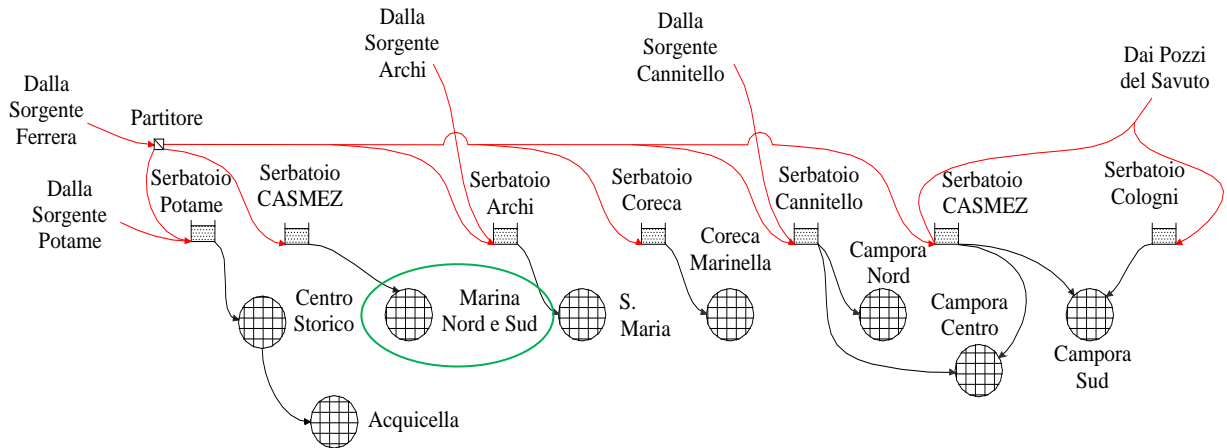 Dalla
Sorgente
Archi
Dalla
Sorgente
Cannitello
Dai Pozzi
del Savuto
Dalla
Sorgente
Ferrera
Partitore
Serbatoio
Potame
Serbatoio
CASMEZ
Serbatoio
Archi
Serbatoio
Coreca
Serbatoio
Cannitello
Serbatoio
CASMEZ
Serbatoio
Cologni
Dalla
Sorgente
Potame
Centro
Storico
Marina
Nord e Sud
S.
Maria
Coreca
Marinella
Campora
Nord
Campora
Centro
Campora
Sud
Acquicella